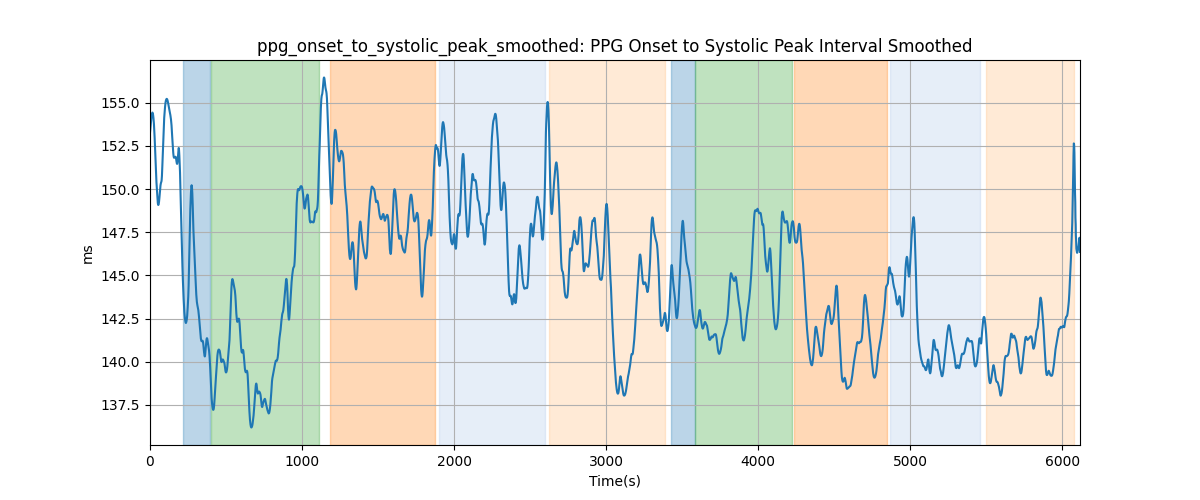 ppg_onset_to_systolic_peak_smoothed: PPG Onset to Systolic Peak Interval Smoothed
155.0
152.5
150.0
147.5
145.0
142.5
140.0
137.5
ms
0 1000 2000 3000 4000 5000 6000
Time(s)